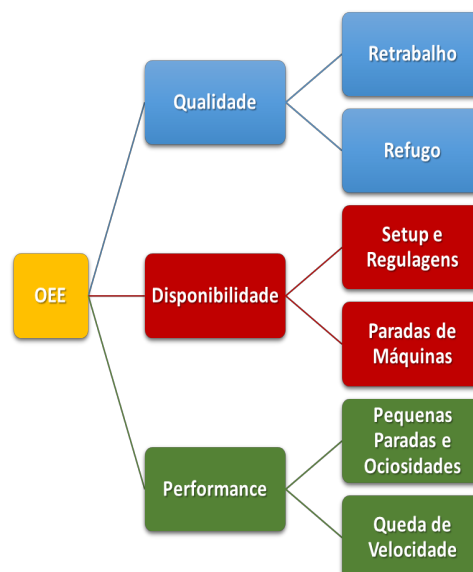 OEE
Qualidade
Retrabalho
Refugo
Disponibilidade
Setup e
Regulagens
Paradas de
Máquinas
Performance
Pequenas
Paradas e
Ociosidades
Queda de
Velocidade